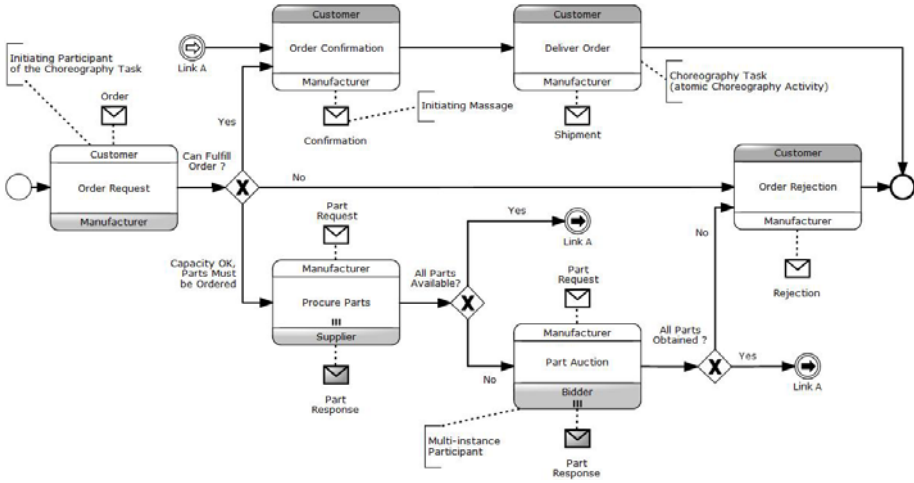 Customer
Order Confirmation
Manufacturer
Customer
Deliver Order
Manufacturer
Link A
Initiating Participant
of the Choreography Task
Order
Yes
Initiating Massage
Confirmation
Shipment
Choreography Task
(atomic Choreography Activity)
Customer
Order Request
Manufacturer
Can Fulfill
Order ?
X
No
Customer
Order Rejection
Manufacturer
Rejection
Capacity OK,
Parts Must
be Ordered
Part
Request
Manufacturer
Procure Parts
Supplier
Part
Response
All Parts
Available?
X
Yes
Link A
No
Part
Request
Manufacturer
Part Auction
Bidder
Part
Response
Multi-instance
Participant
All Parts
Obtained ?
X
No
Yes
Link A